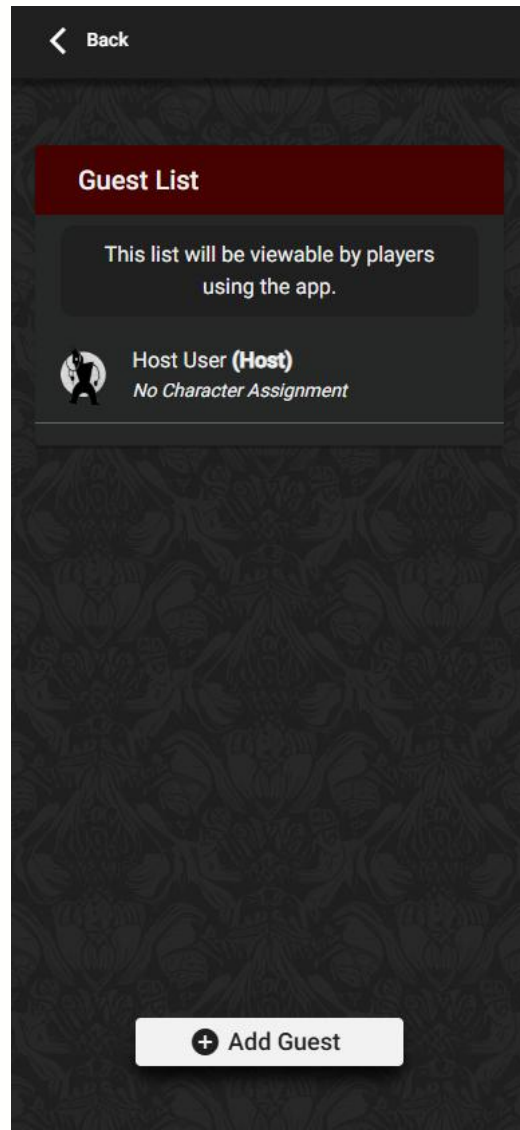 Back
Guest List
This list will be viewable by players
using the app.
Host User (Host)
No Character Assignment
Add Guest